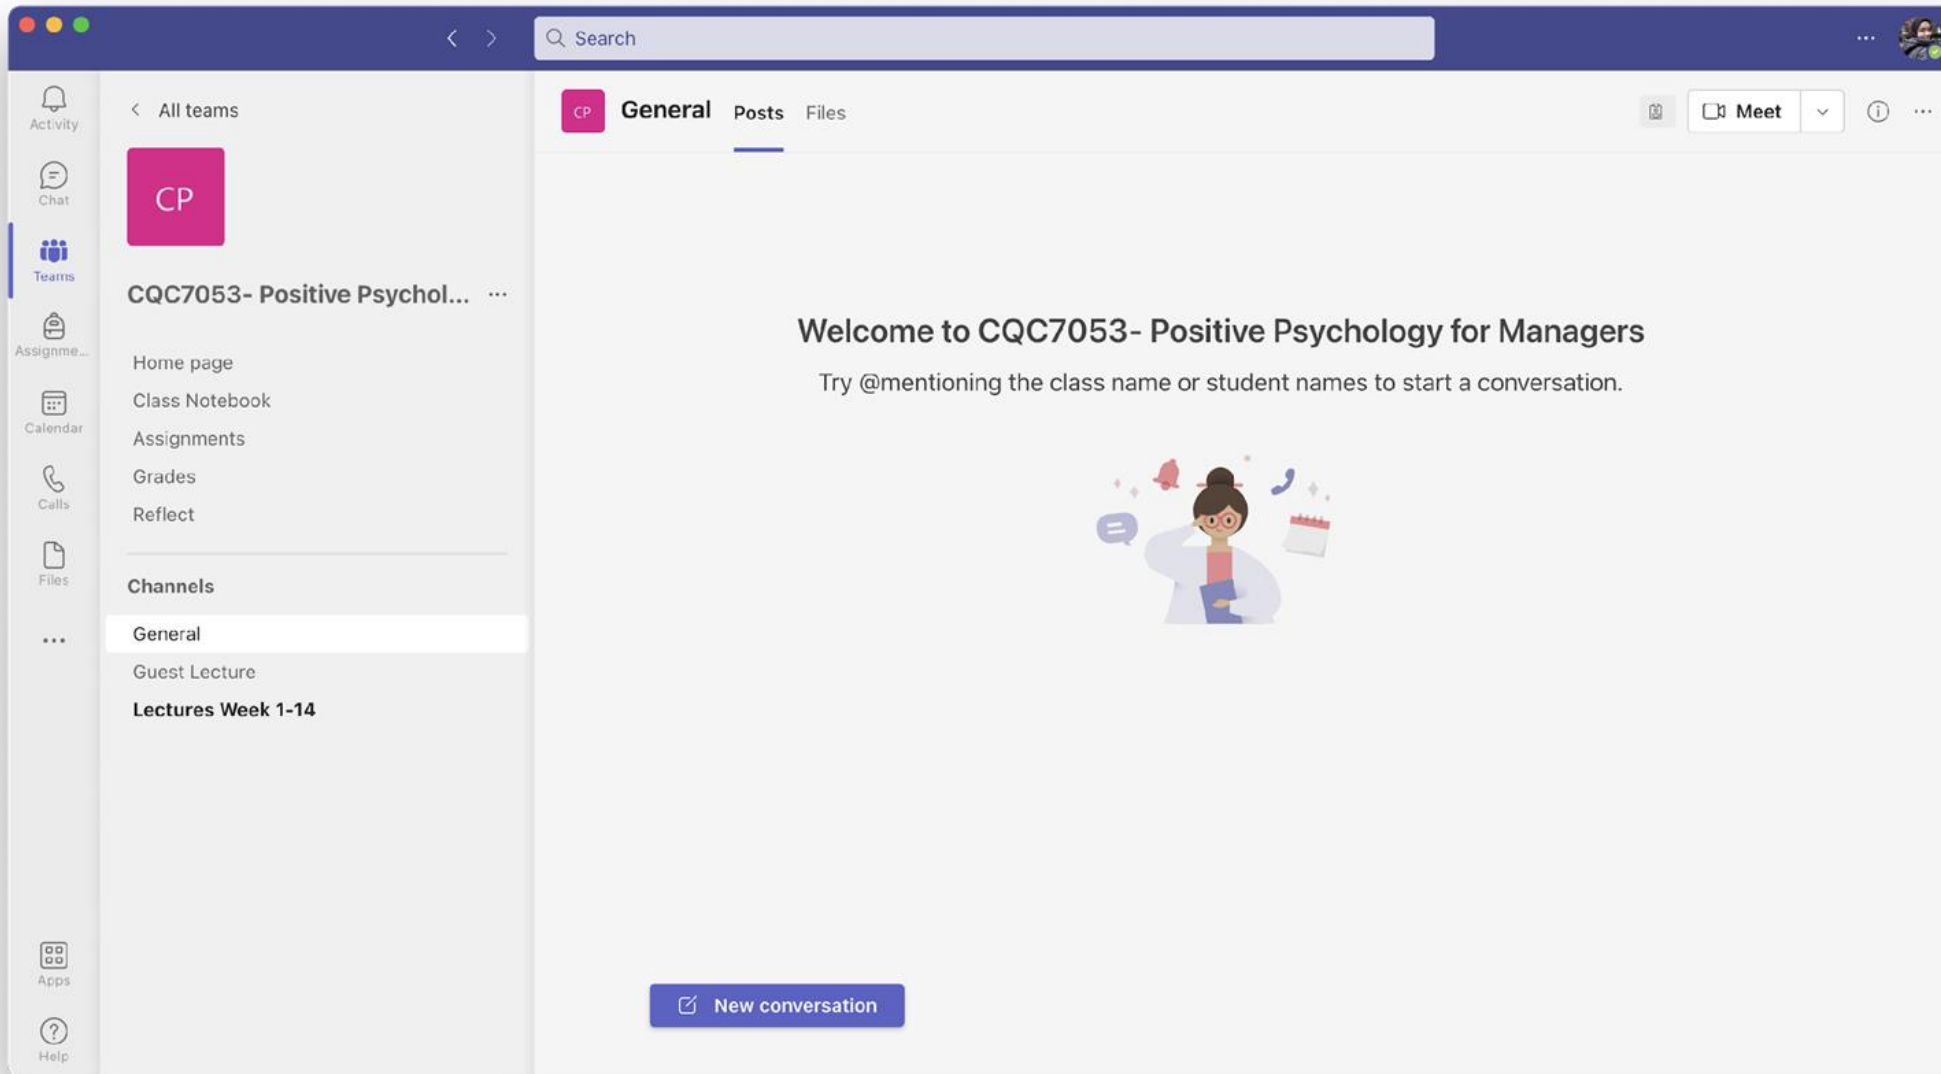 Search
...
Activity
Chat
Teams
Assignme...
Calendar
Calls
Files
...
Apps
Help
All teams
CP
CQC7053- Positive Psychol... ...
Home page
Class Notebook
Assignments
Grades
Reflect
Channels
General
Guest Lecture
Lectures Week 1-14
CP General Posts Files
Meet
...
Welcome to CQC7053- Positive Psychology for Managers
Try @mentioning the class name or student names to start a conversation.
New conversation